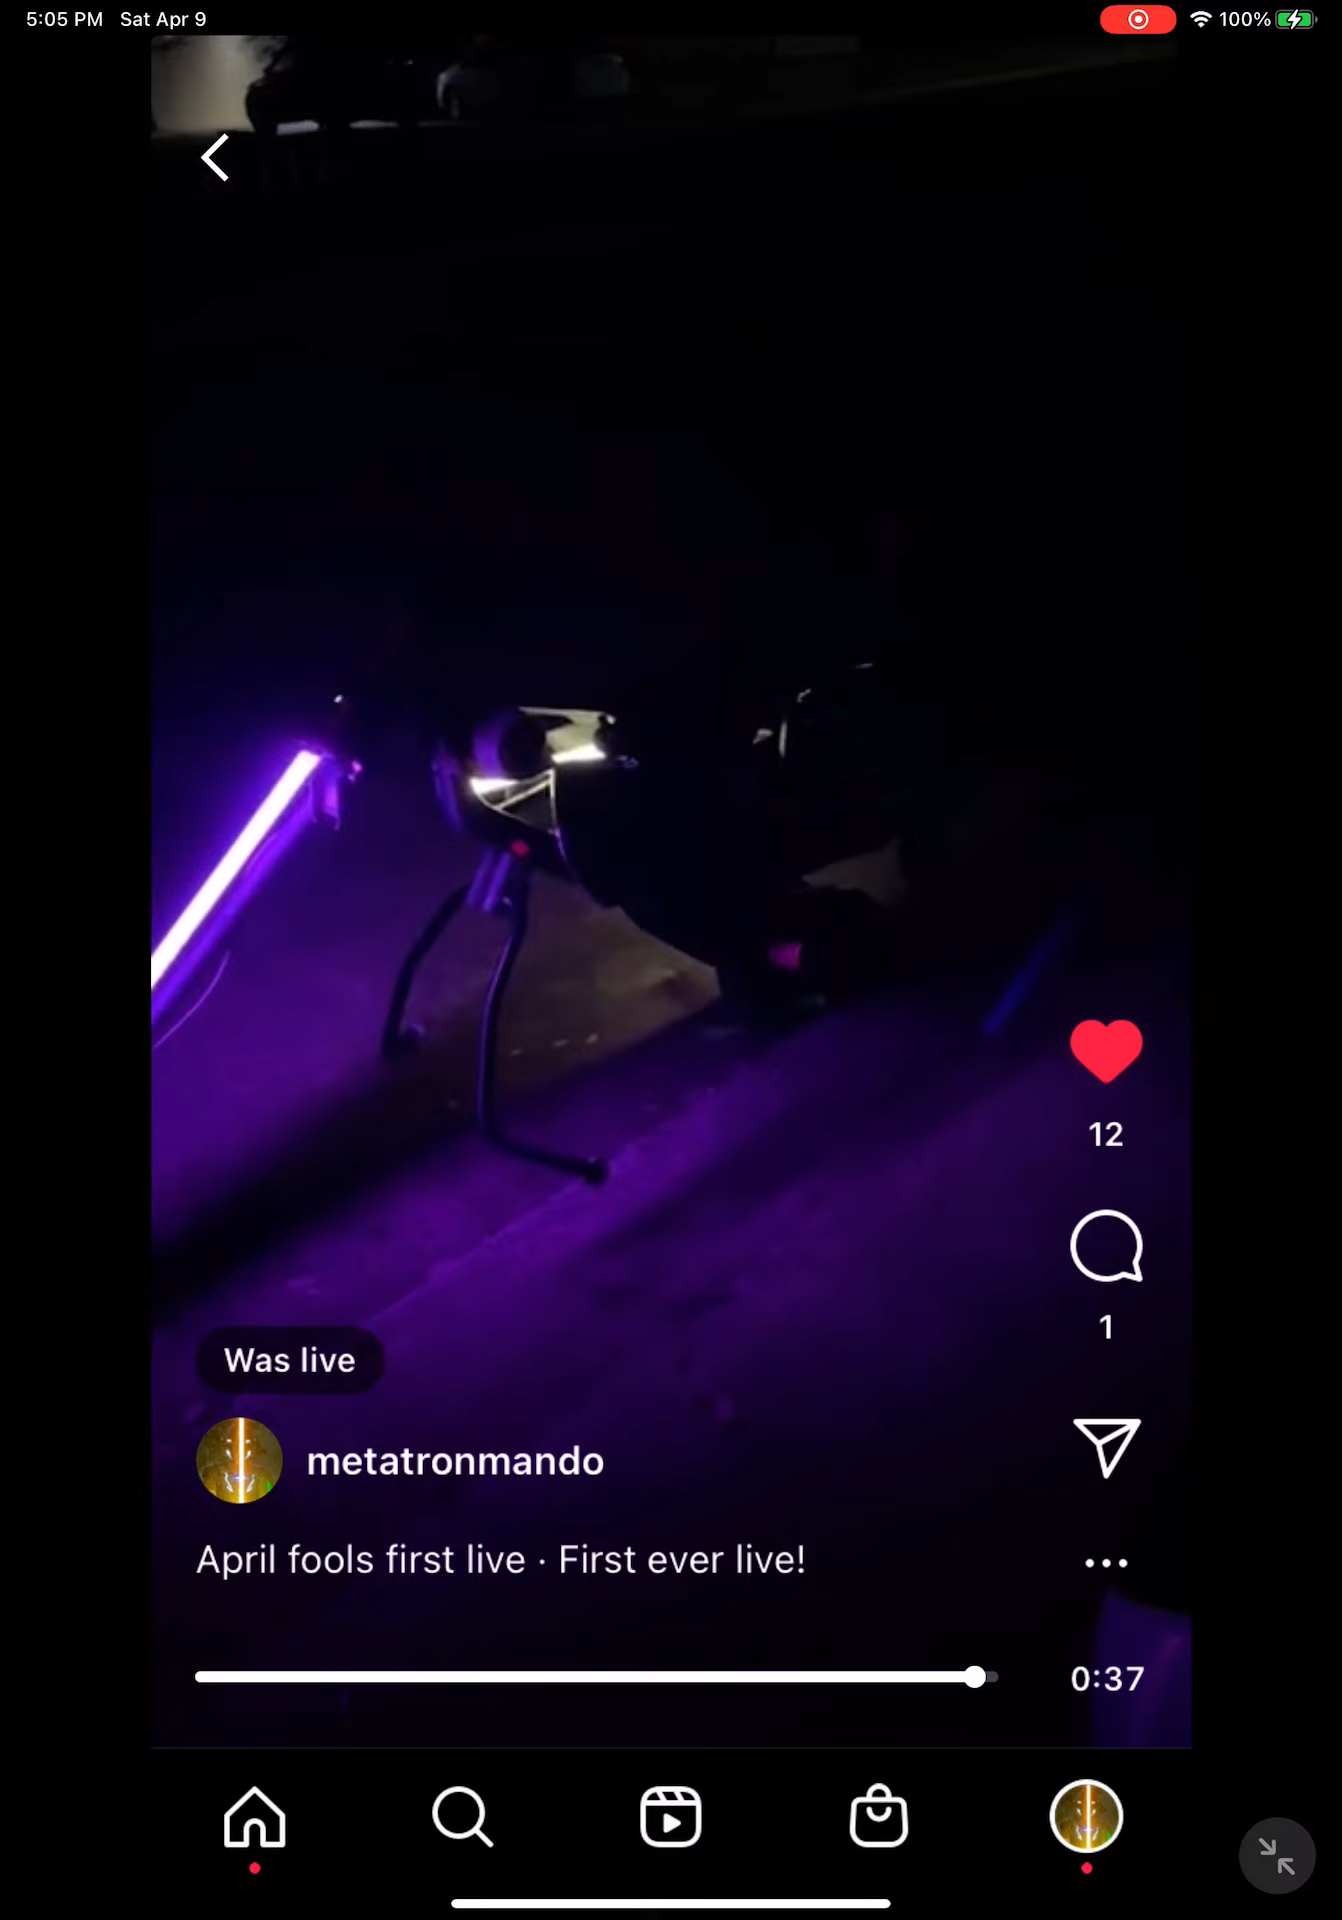 5:05 PM Sat Apr 9
100%
12
1
Was live
metatronmando
April fools first live · First ever live!
0:37